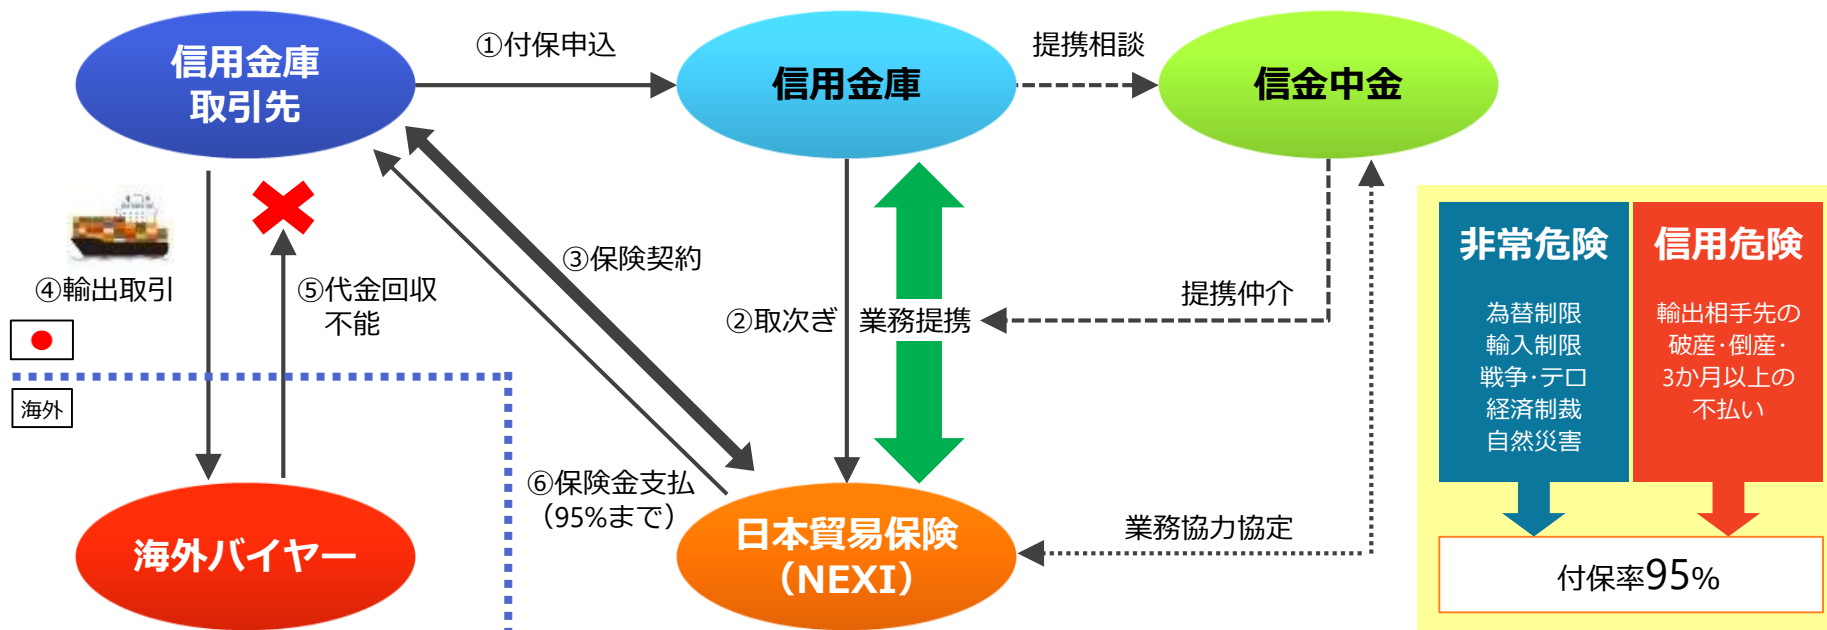 信用金庫
取引先
①付保申込
信用金庫
提携相談
信金中金
④輸出取引
⑤代金回収
不能
③保険契約
②取次ぎ
業務提携
提携仲介
海外
⑥保険金支払
（95%まで）
海外バイヤー
日本貿易保険
（NEXI）
業務協力協定
非常危険
為替制限
輸入制限
戦争･テロ
経済制裁
自然災害
信用危険
輸出相手先の
破産･倒産･
3か月以上の
不払い
付保率95%